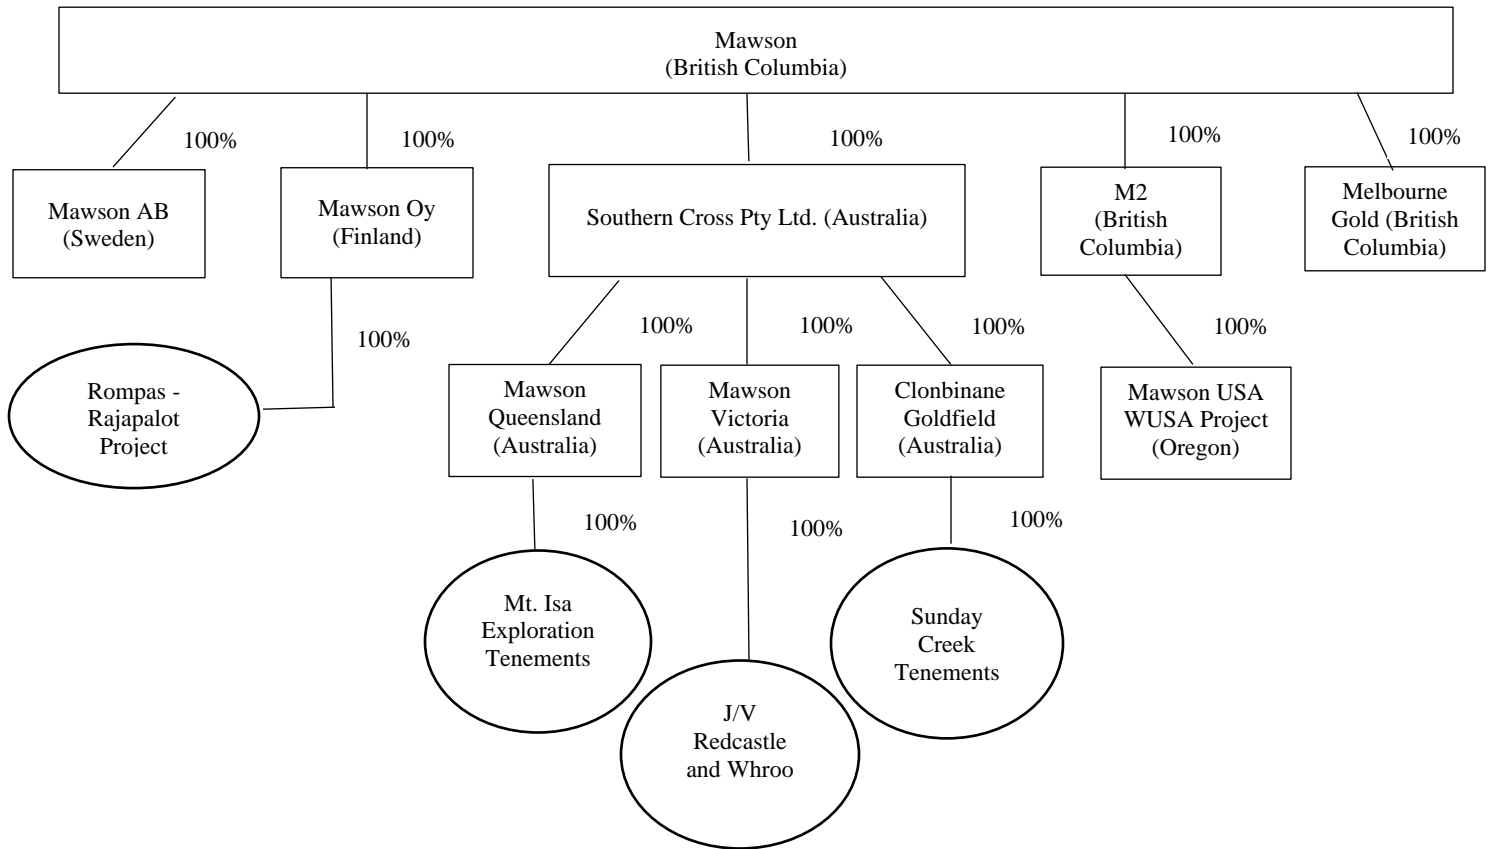 Mawson
(British Columbia)
100%
100%
100%
100%
100%
Mawson AB
(Sweden)
Mawson Oy
(Finland)
Southern Cross Pty Ltd. (Australia)
M2
(British
Columbia)
Melbourne
Gold (British
Columbia)
100%
100%
100%
100%
100%
Rompas -
Rajapalot
Project
Mawson
Queensland
(Australia)
Mawson
Victoria
(Australia)
Clonbinane
Goldfield
(Australia)
Mawson USA
WUSA Project
(Oregon)
100%
100%
100%
Mt. Isa
Exploration
Tenements
J/V
Redcastle
and Whroo
Sunday
Creek
Tenements